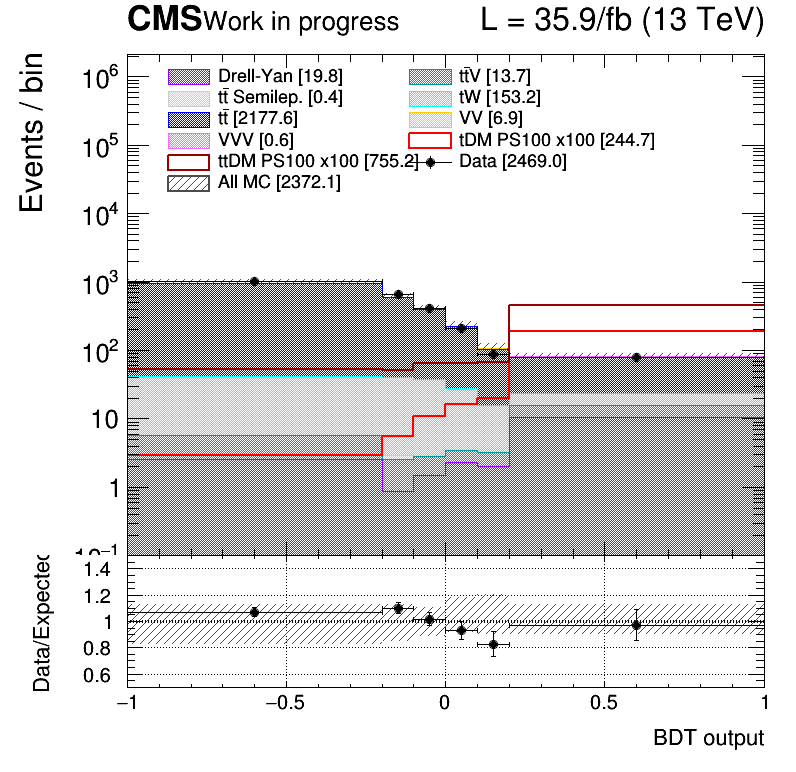 CMS Work in progress L = 35.9/fb (13 TeV)
Events / bin
10⁶
10⁵
10⁴
10³
10²
10
1
10⁻¹
Drell-Yan [19.8]
tt̄V [13.7]
tt̄ Semilep. [0.4]
tW [153.2]
tt̄ [2177.6]
VV [6.9]
VVV [0.6]
tDM PS100 x100 [244.7]
ttDM PS100 x100 [755.2]
Data [2469.0]
All MC [2372.1]
Data/Expected
1.4
1.2
1
0.8
0.6
−1 −0.5 0 0.5 1
BDT output